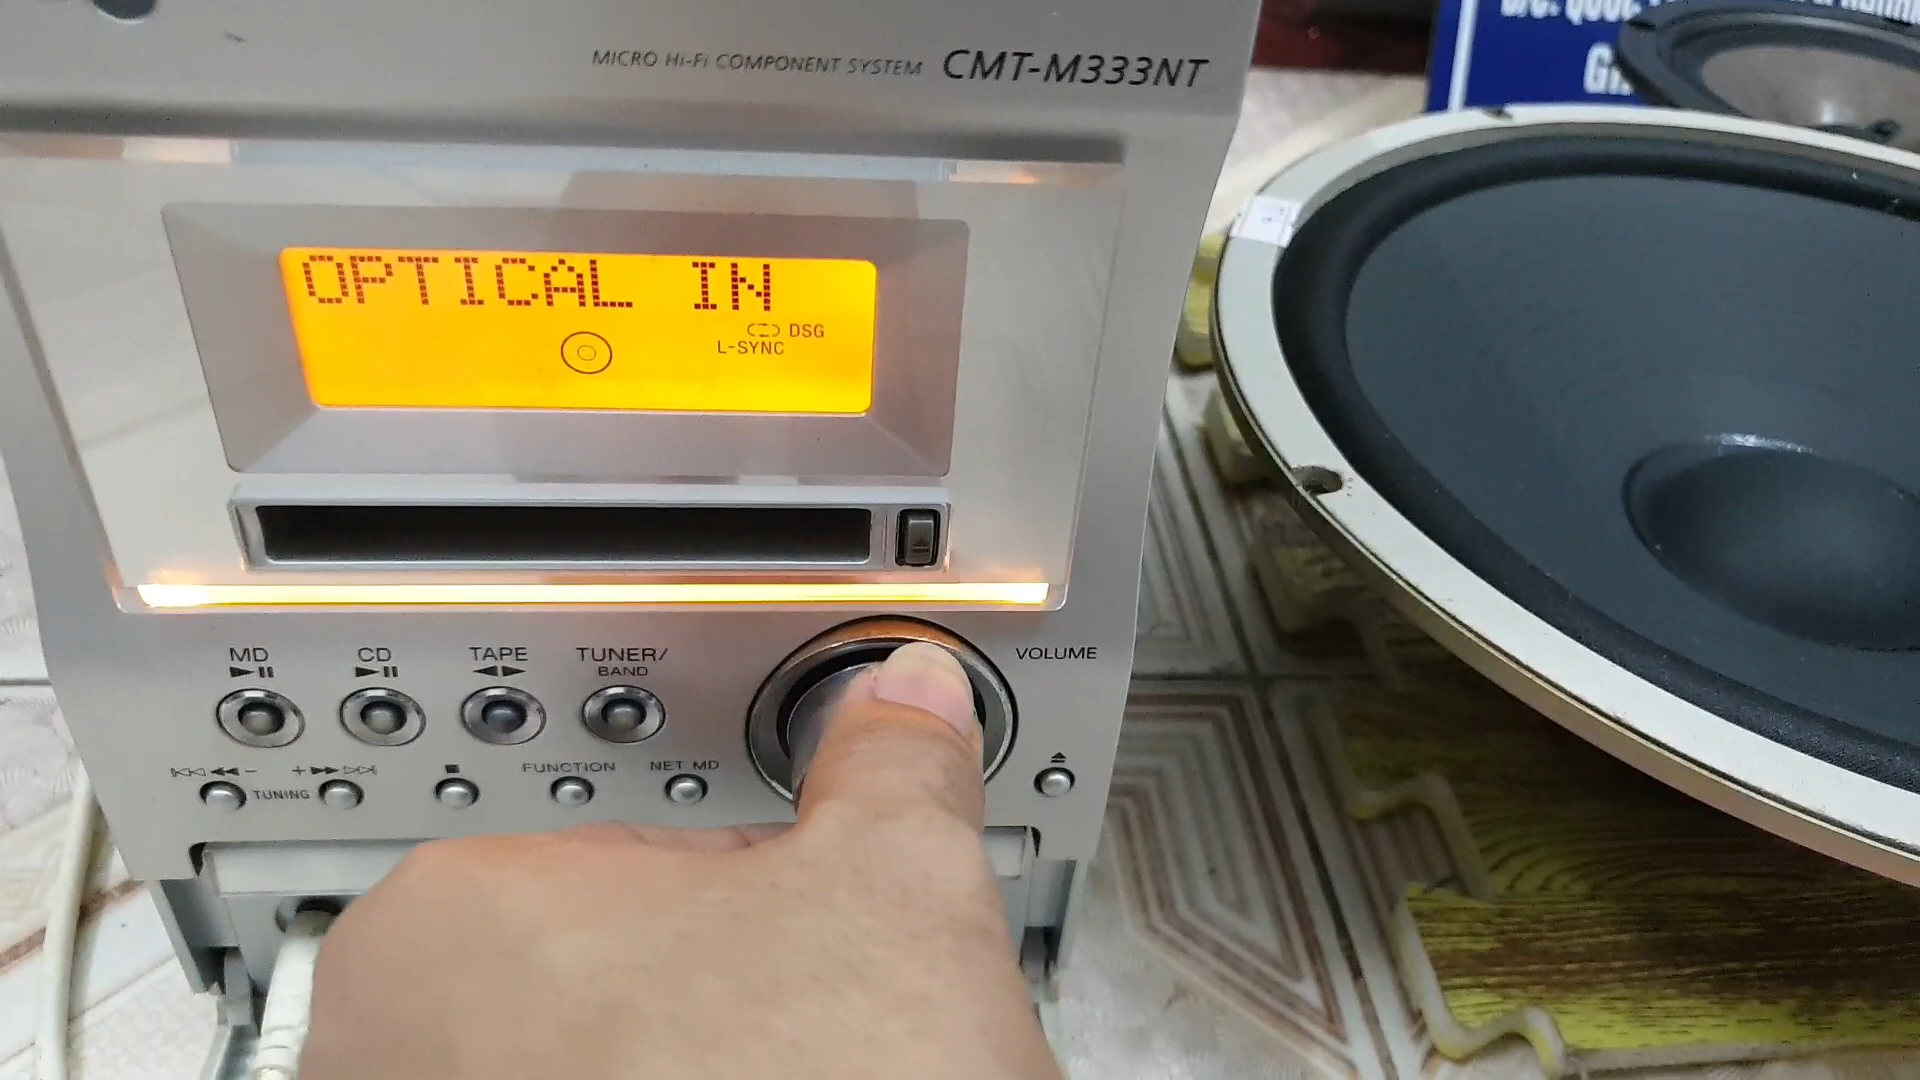 MICRO Hi-Fi COMPONENT SYSTEM CMT-M333NT
OPTICAL IN
DSG
L-SYNC
MD
CD
TAPE
TUNER/
BAND
VOLUME
TUNING
FUNCTION
NET MD